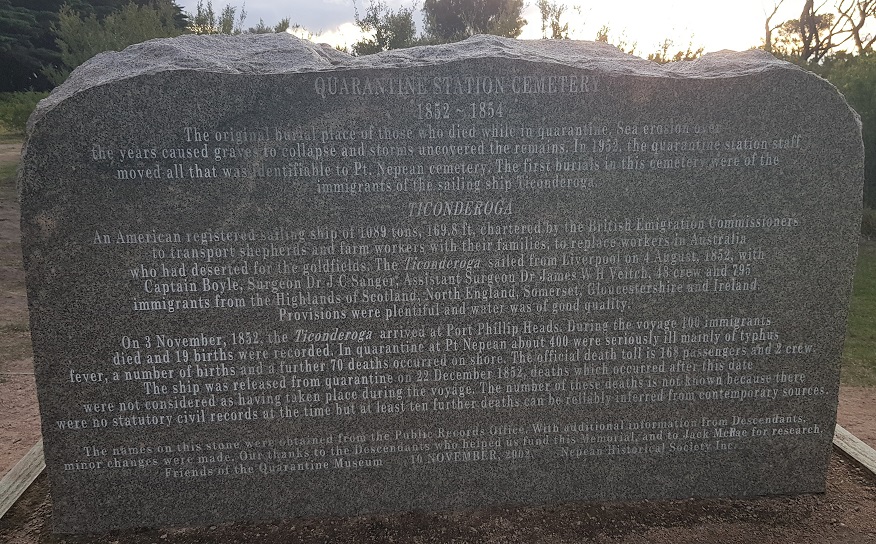 QUARANTINE STATION CEMETERY
1852 ~ 1854
The original burial place of those who died while in quarantine. Sea erosion over
the years caused graves to collapse and storms uncovered the remains. In 1952, the quarantine station staff
moved all that was identifiable to Pt. Nepean cemetery. The first burials in this cemetery were of the
immigrants of the sailing ship Ticonderoga.
TICONDEROGA
An American registered sailing ship of 1089 tons, 169.8 ft, chartered by the British Emigration Commissioners
to transport shepherds and farm workers with their families, to replace workers in Australia
who had deserted for the goldfields. The Ticonderoga sailed from Liverpool on 4 August, 1852, with
Captain Boyle, Surgeon Dr J C Sanger, Assistant Surgeon Dr James W H Veitch, 48 crew and 795
immigrants from the Highlands of Scotland, North England, Somerset, Gloucestershire and Ireland.
Provisions were plentiful and water was of good quality.
On 3 November, 1852, the Ticonderoga arrived at Port Phillip Heads. During the voyage 100 immigrants
died and 19 births were recorded. In quarantine at Pt Nepean about 400 were seriously ill mainly of typhus
fever, a number of births and a further 70 deaths occurred on shore. The official death toll is 168 passengers and 2 crew
The ship was released from quarantine on 22 December 1852, deaths which occurred after this date
were not considered as having taken place during the voyage. The number of these deaths is not known because there
were no statutory civil records at the time but at least ten further deaths can be reliably inferred from contemporary sources.
The names on this stone were obtained from the Public Records Office. With additional information from Descendants,
minor changes were made. Our thanks to the Descendants who helped us fund this Memorial, and to Jack McRae for research.
Friends of the Quarantine Museum 10 NOVEMBER, 2002. Nepean Historical Society Inc.